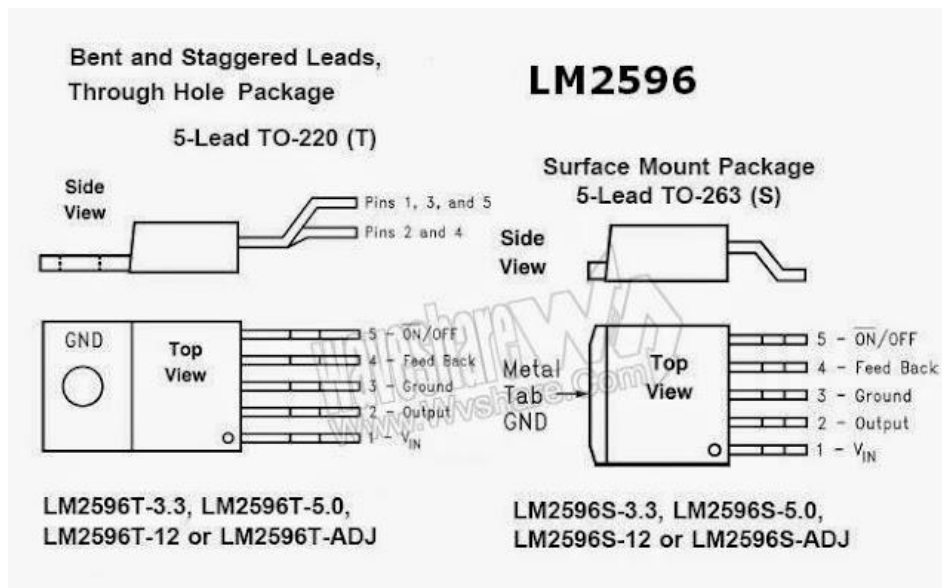 Bent and Staggered Leads,
Through Hole Package
5-Lead TO-220 (T)
LM2596
Surface Mount Package
5-Lead TO-263 (S)
Side
View
Pins 1, 3, and 5
Pins 2 and 4
Side
View
GND
Top
View
5 - O̅N̅/OFF
4 - Feed Back
3 - Ground
2 - Output
1 - VIN
Metal
Tab
GND
Top
View
5 - O̅N̅/OFF
4 - Feed Back
3 - Ground
2 - Output
1 - VIN
Waveshare
www.Wvshare.com
LM2596T-3.3, LM2596T-5.0,
LM2596T-12 or LM2596T-ADJ
LM2596S-3.3, LM2596S-5.0,
LM2596S-12 or LM2596S-ADJ